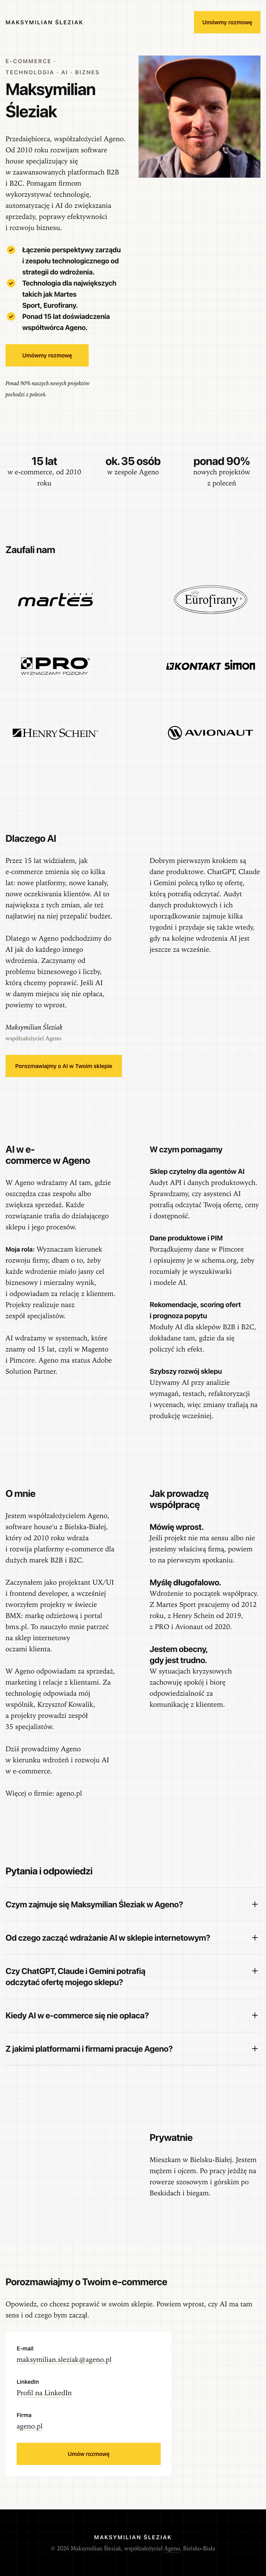 MAKSYMILIAN ŚLEZIAK
Umówmy rozmowę
E-COMMERCE ·
TECHNOLOGIA · AI · BIZNES
Maksymilian
Śleziak
Przedsiębiorca, współzałożyciel Ageno.
Od 2010 roku rozwijam software
house specjalizujący się
w zaawansowanych platformach B2B
i B2C. Pomagam firmom
wykorzystywać technologię,
automatyzację i AI do zwiększania
sprzedaży, poprawy efektywności
i rozwoju biznesu.
Łączenie perspektywy zarządu
i zespołu technologicznego od
strategii do wdrożenia.
Technologia dla największych
takich jak Martes
Sport, Eurofirany.
Ponad 15 lat doświadczenia
współtwórca Ageno.
Umówmy rozmowę
Ponad 90% naszych nowych projektów
pochodzi z poleceń.
15 lat
w e-commerce, od 2010
roku
ok. 35 osób
w zespole Ageno
ponad 90%
nowych projektów
z poleceń
Zaufali nam
martes
Eurofirany
PRO
WYZNACZAMY POZIOMY
KONTAKT simon
HENRY SCHEIN
AVIONAUT
Dlaczego AI
Przez 15 lat widziałem, jak
e-commerce zmienia się co kilka
lat: nowe platformy, nowe kanały,
nowe oczekiwania klientów. AI to
największa z tych zmian, ale też
najłatwiej na niej przepalić budżet.
Dlatego w Ageno podchodzimy do
AI jak do każdego innego
wdrożenia. Zaczynamy od
problemu biznesowego i liczby,
którą chcemy poprawić. Jeśli AI
w danym miejscu się nie opłaca,
powiemy to wprost.
Maksymilian Śleziak
współzałożyciel Ageno
Porozmawiajmy o AI w Twoim sklepie
Dobrym pierwszym krokiem są
dane produktowe. ChatGPT, Claude
i Gemini polecą tylko tę ofertę,
którą potrafią odczytać. Audyt
danych produktowych i ich
uporządkowanie zajmuje kilka
tygodni i przydaje się także wtedy,
gdy na kolejne wdrożenia AI jest
jeszcze za wcześnie.
AI w e-
commerce w Ageno
W Ageno wdrażamy AI tam, gdzie
oszczędza czas zespołu albo
zwiększa sprzedaż. Każde
rozwiązanie trafia do działającego
sklepu i jego procesów.
Moja rola: Wyznaczam kierunek
rozwoju firmy, dbam o to, żeby
każde wdrożenie miało jasny cel
biznesowy i mierzalny wynik,
i odpowiadam za relację z klientem.
Projekty realizuje nasz
zespół specjalistów.
AI wdrażamy w systemach, które
znamy od 15 lat, czyli w Magento
i Pimcore. Ageno ma status Adobe
Solution Partner.
W czym pomagamy
Sklep czytelny dla agentów AI
Audyt API i danych produktowych.
Sprawdzamy, czy asystenci AI
potrafią odczytać Twoją ofertę, ceny
i dostępność.
Dane produktowe i PIM
Porządkujemy dane w Pimcore
i opisujemy je w schema.org, żeby
rozumiały je wyszukiwarki
i modele AI.
Rekomendacje, scoring ofert
i prognoza popytu
Moduły AI dla sklepów B2B i B2C,
dokładane tam, gdzie da się
policzyć ich efekt.
Szybszy rozwój sklepu
Używamy AI przy analizie
wymagań, testach, refaktoryzacji
i wycenach, więc zmiany trafiają na
produkcję wcześniej.
O mnie
Jestem współzałożycielem Ageno,
software house'u z Bielska-Białej,
który od 2010 roku wdraża
i rozwija platformy e-commerce dla
dużych marek B2B i B2C.
Zaczynałem jako projektant UX/UI
i frontend developer, a wcześniej
tworzyłem projekty w świecie
BMX: markę odzieżową i portal
bmx.pl. To nauczyło mnie patrzeć
na sklep internetowy
oczami klienta.
W Ageno odpowiadam za sprzedaż,
marketing i relacje z klientami. Za
technologię odpowiada mój
wspólnik, Krzysztof Kowalik,
a projekty prowadzi zespół
35 specjalistów.
Dziś prowadzimy Ageno
w kierunku wdrożeń i rozwoju AI
w e-commerce.
Więcej o firmie: ageno.pl
Jak prowadzę
współpracę
Mówię wprost.
Jeśli projekt nie ma sensu albo nie
jesteśmy właściwą firmą, powiem
to na pierwszym spotkaniu.
Myślę długofalowo.
Wdrożenie to początek współpracy.
Z Martes Sport pracujemy od 2012
roku, z Henry Schein od 2019,
z PRO i Avionaut od 2020.
Jestem obecny,
gdy jest trudno.
W sytuacjach kryzysowych
zachowuję spokój i biorę
odpowiedzialność za
komunikację z klientem.
Pytania i odpowiedzi
Czym zajmuje się Maksymilian Śleziak w Ageno?
Od czego zacząć wdrażanie AI w sklepie internetowym?
Czy ChatGPT, Claude i Gemini potrafią
odczytać ofertę mojego sklepu?
Kiedy AI w e-commerce się nie opłaca?
Z jakimi platformami i firmami pracuje Ageno?
Prywatnie
Mieszkam w Bielsku-Białej. Jestem
mężem i ojcem. Po pracy jeżdżę na
rowerze szosowym i górskim po
Beskidach i biegam.
Porozmawiajmy o Twoim e-commerce
Opowiedz, co chcesz poprawić w swoim sklepie. Powiem wprost, czy AI ma tam
sens i od czego bym zaczął.
E-mail
maksymilian.sleziak@ageno.pl
LinkedIn
Profil na LinkedIn
Firma
ageno.pl
Umów rozmowę
MAKSYMILIAN ŚLEZIAK
© 2026 Maksymilian Śleziak, współzałożyciel Ageno, Bielsko-Biała